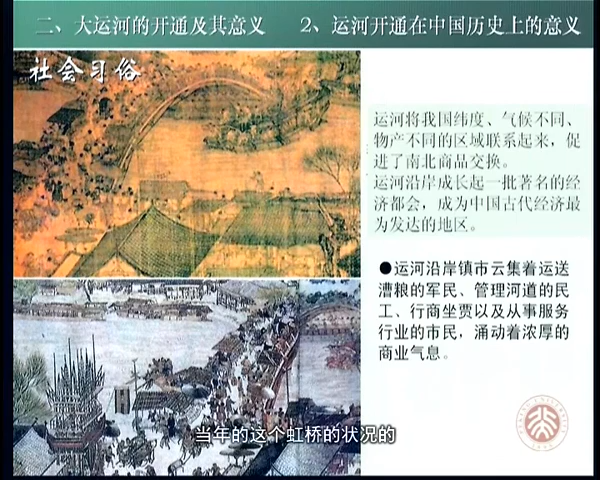 二、大运河的开通及其意义 2、运河开通在中国历史上的意义
社会习俗
运河将我国纬度、气候不同、
物产不同的区域联系起来，促
进了南北商品交换。
运河沿岸成长起一批著名的经
济都会，成为中国古代经济最
为发达的地区。
●运河沿岸镇市云集着运送
漕粮的军民、管理河道的民
工、行商坐贾以及从事服务
行业的市民，涌动着浓厚的
商业气息。
当年的这个虹桥的状况的